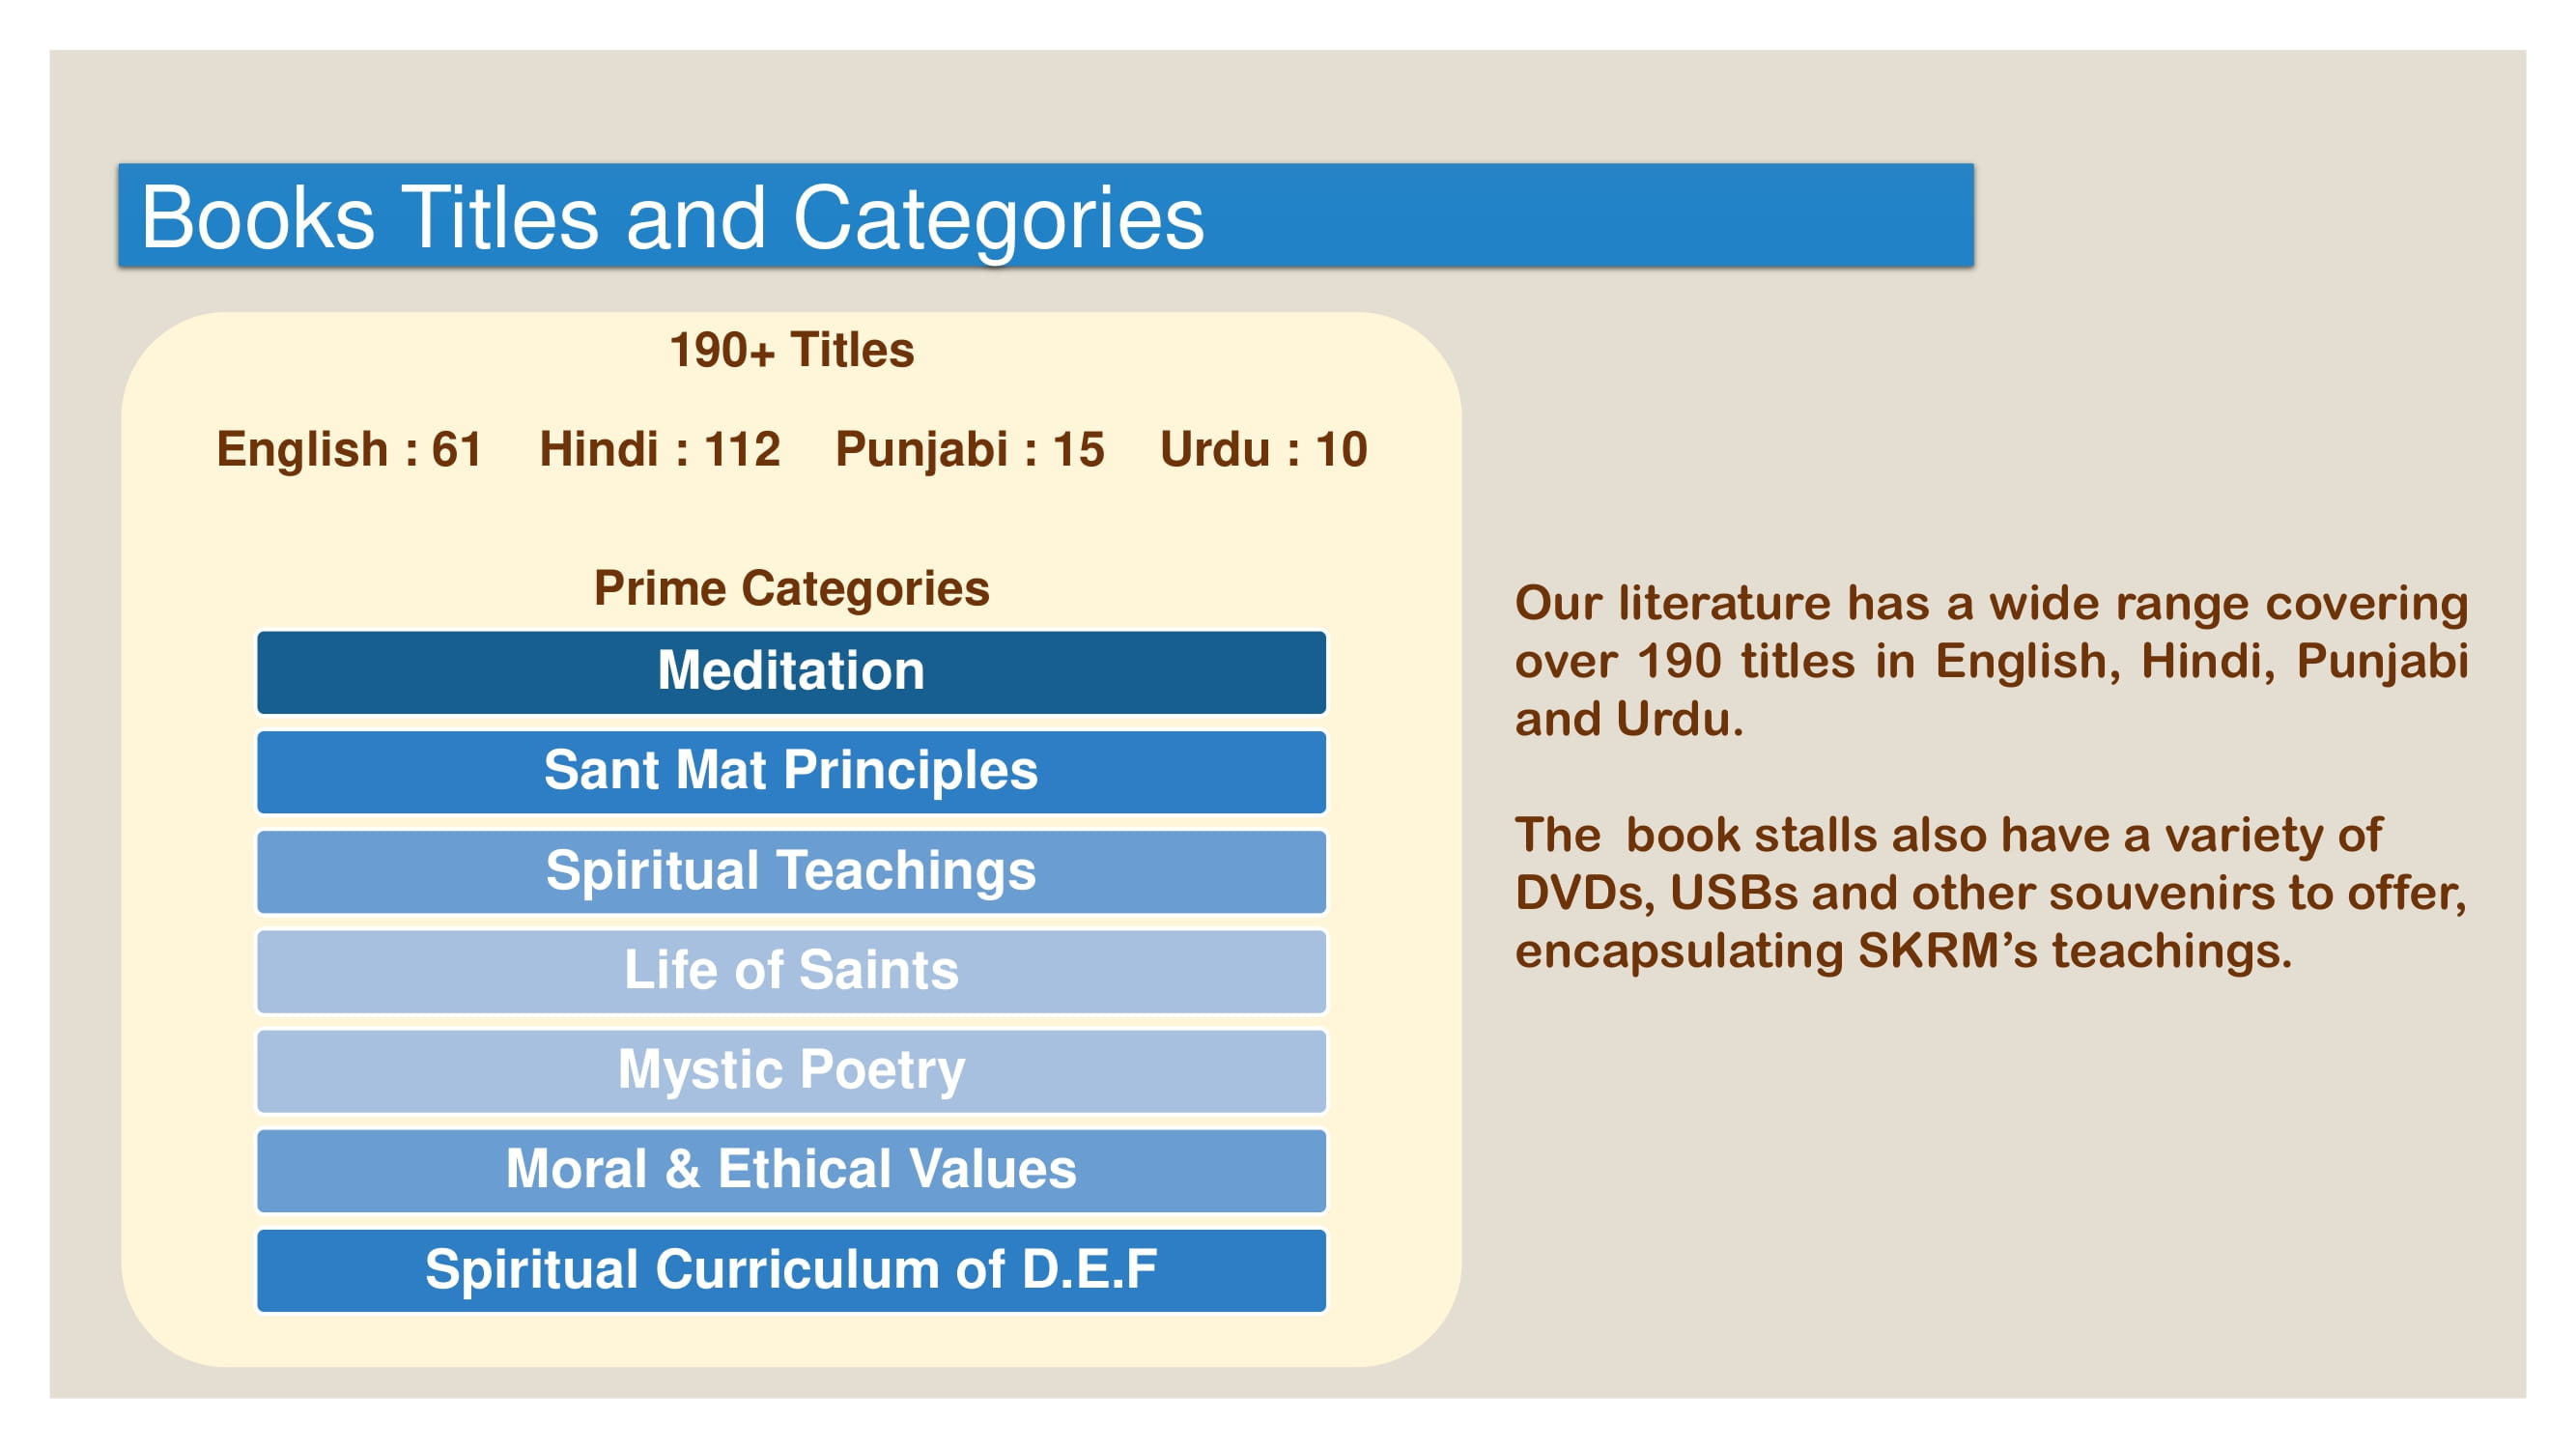 Books Titles and Categories
190+ Titles
English : 61    Hindi : 112    Punjabi : 15    Urdu : 10
Prime Categories
Meditation
Sant Mat Principles
Spiritual Teachings
Life of Saints
Mystic Poetry
Moral & Ethical Values
Spiritual Curriculum of D.E.F
Our literature has a wide range covering
over 190 titles in English, Hindi, Punjabi
and Urdu.
The  book stalls also have a variety of
DVDs, USBs and other souvenirs to offer,
encapsulating SKRM’s teachings.